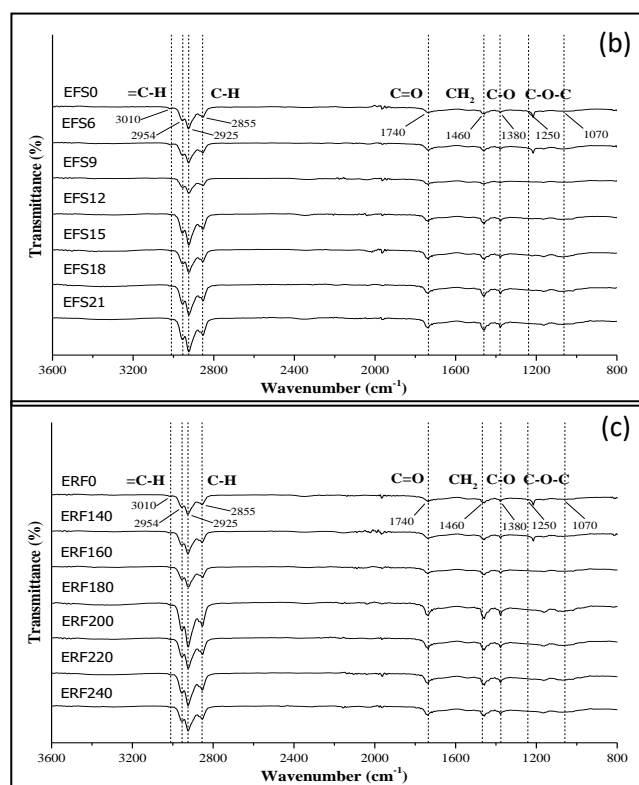 (b)
EFS0
=C-H
C-H
C=O
CH2
C-O
C-O-C
EFS6
3010
2954
2925
2855
1740
1460
1380
1250
1070
EFS9
EFS12
EFS15
EFS18
EFS21
Transmittance (%)
3600
3200
2800
2400
2000
1600
1200
800
Wavenumber (cm-1)
(c)
ERF0
=C-H
C-H
C=O
CH2
C-O
C-O-C
ERF140
3010
2954
2925
2855
1740
1460
1380
1250
1070
ERF160
ERF180
ERF200
ERF220
ERF240
Transmittance (%)
3600
3200
2800
2400
2000
1600
1200
800
Wavenumber (cm-1)